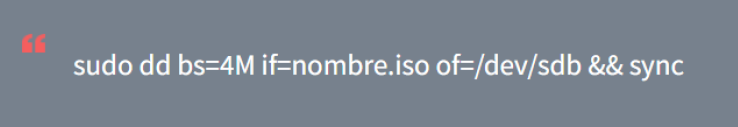 sudo dd bs=4M if=nombre.iso of=/dev/sdb && sync